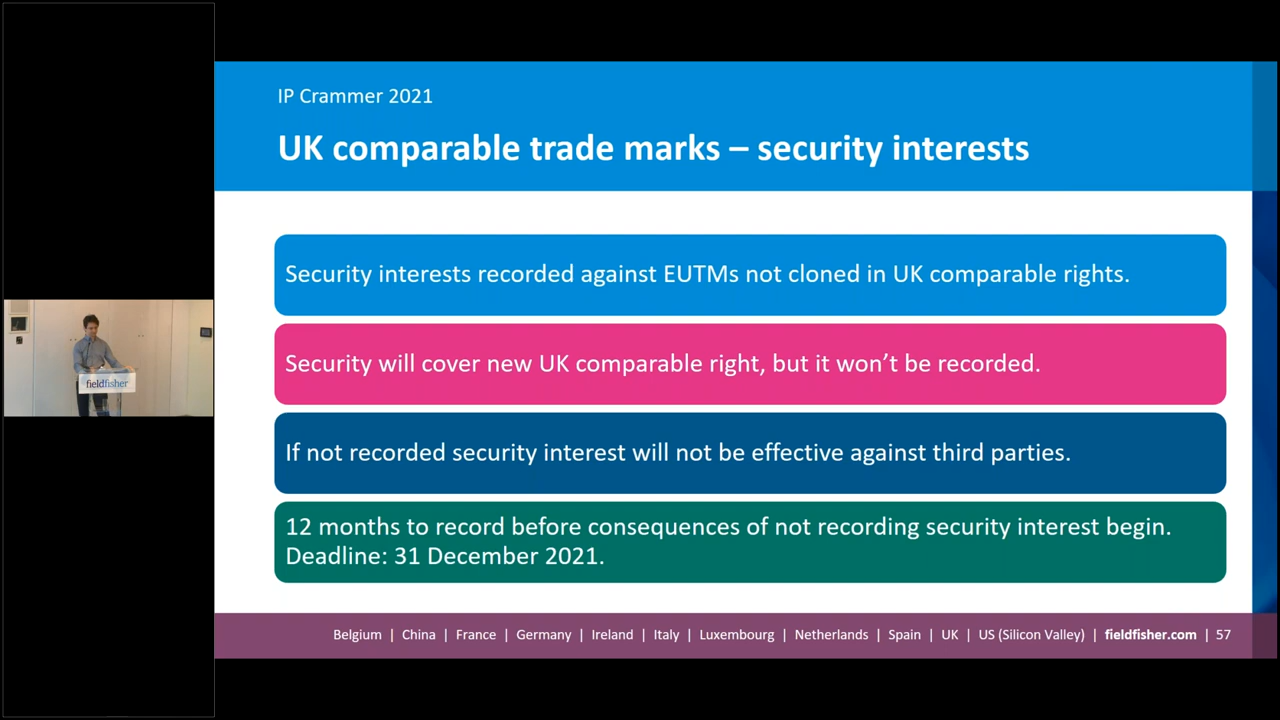 IP Crammer 2021
UK comparable trade marks – security interests
Security interests recorded against EUTMs not cloned in UK comparable rights.
Security will cover new UK comparable right, but it won’t be recorded.
If not recorded security interest will not be effective against third parties.
12 months to record before consequences of not recording security interest begin.
Deadline: 31 December 2021.
fieldfisher
Belgium | China | France | Germany | Ireland | Italy | Luxembourg | Netherlands | Spain | UK | US (Silicon Valley) | fieldfisher.com | 57